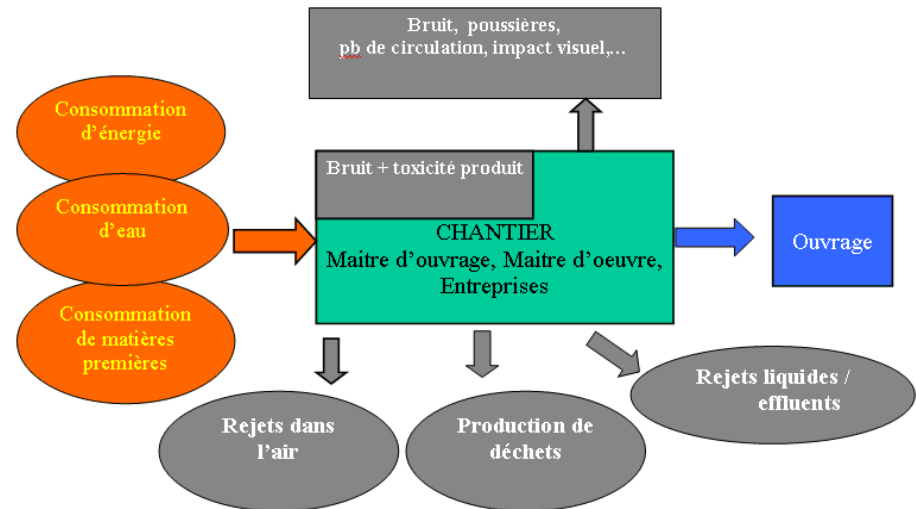 Bruit, poussières,
pb de circulation, impact visuel,...
Consommation
d'énergie
Consommation
d'eau
Consommation
de matières
premières
Bruit + toxicité produit
CHANTIER
Maitre d'ouvrage, Maitre d'oeuvre,
Entreprises
Ouvrage
Rejets dans
l'air
Production de
déchets
Rejets liquides /
effluents